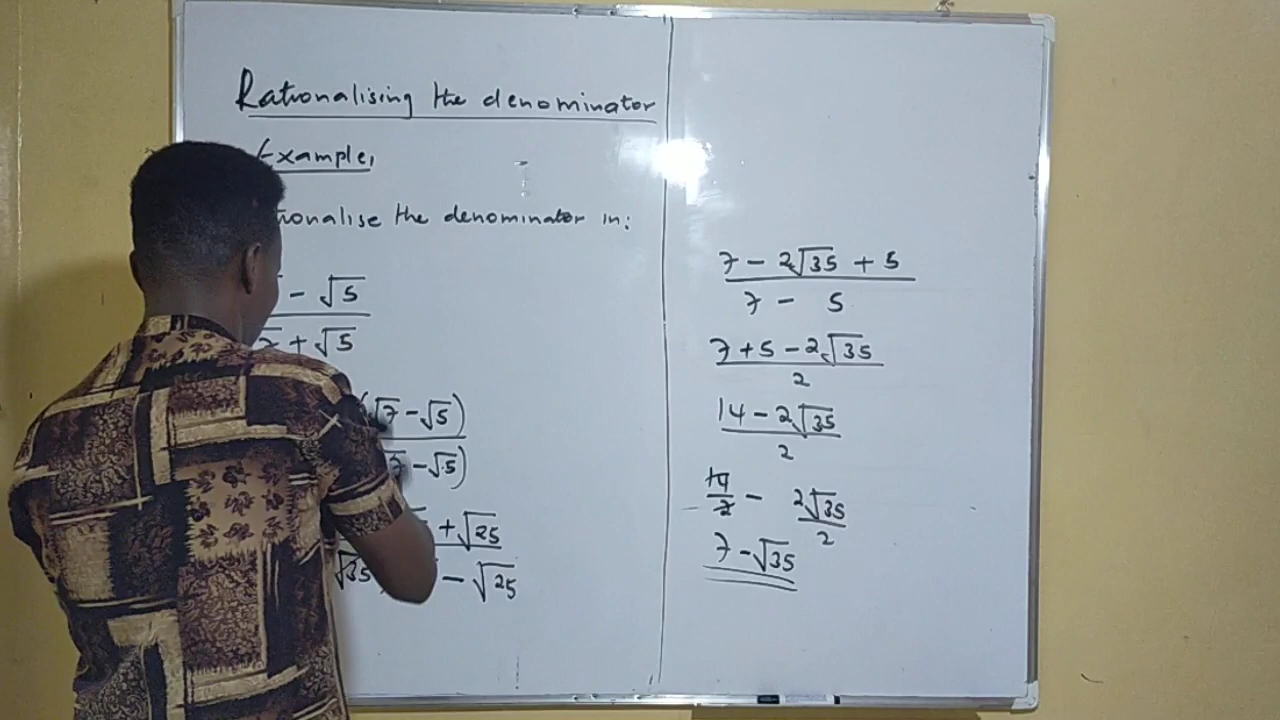 Rationalising the denominator
Example,
tionalise the denominator in:
- √5
+ √5
(√7 - √5)
- √5)
+ √25
√35 - √25
7 - 2√35 + 5
7 - 5
7 + 5 - 2√35
2
14 - 2√35
2
14 - 2√35
2 2
7 - √35